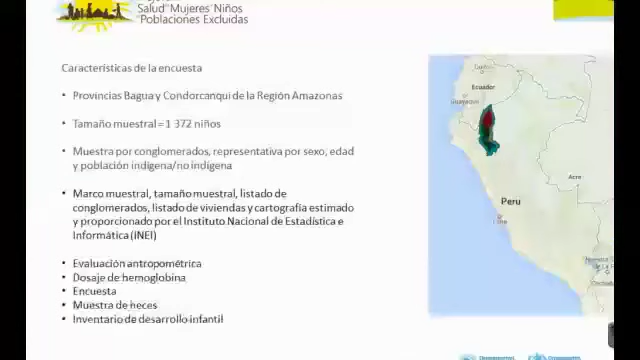 Salud Mujeres Niños
Poblaciones Excluidas
Características de la encuesta
• Provincias Bagua y Condorcanqui de la Región Amazonas
• Tamaño muestral = 1 372 niños
• Muestra por conglomerados, representativa por sexo, edad
y población indígena/no indígena
• Marco muestral, tamaño muestral, listado de
conglomerados, listado de viviendas y cartografía estimado
y proporcionado por el Instituto Nacional de Estadística e
Informática (INEI)
• Evaluación antropométrica
• Dosaje de hemoglobina
• Encuesta
• Muestra de heces
• Inventario de desarrollo infantil
Ecuador
Guayaquil
Acre
Peru
Lima